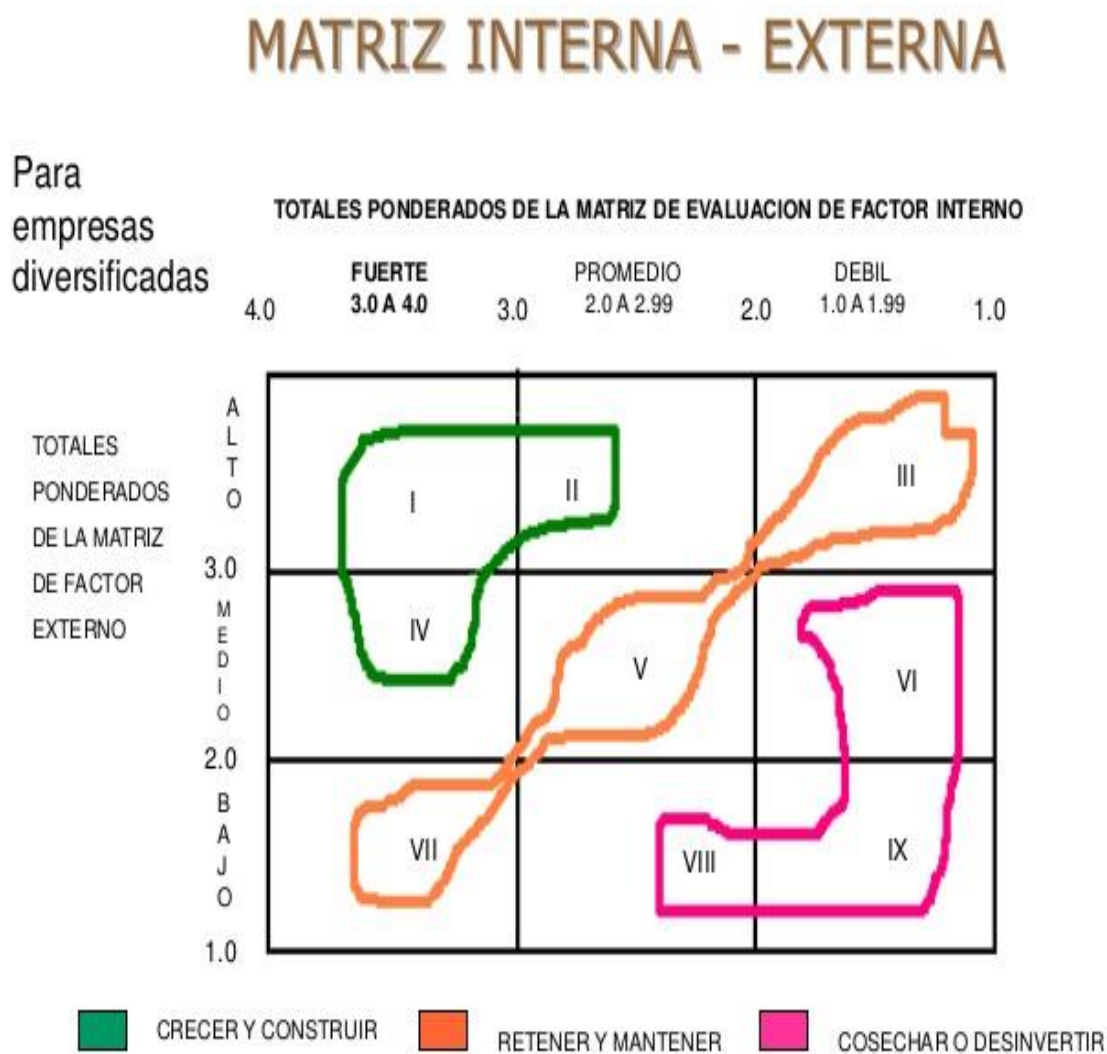 MATRIZ INTERNA - EXTERNA
Para
empresas
diversificadas
TOTALES PONDERADOS DE LA MATRIZ DE EVALUACION DE FACTOR INTERNO
FUERTE PROMEDIO DEBIL
4.0 3.0 A 4.0 3.0 2.0 A 2.99 2.0 1.0 A 1.99 1.0
TOTALES
PONDERADOS
DE LA MATRIZ
DE FACTOR
EXTERNO
ALTO
I II III
3.0
MEDIO
IV V VI
2.0
BAJO
VII VIII IX
1.0
CRECER Y CONSTRUIR RETENER Y MANTENER COSECHAR O DESINVERTIR